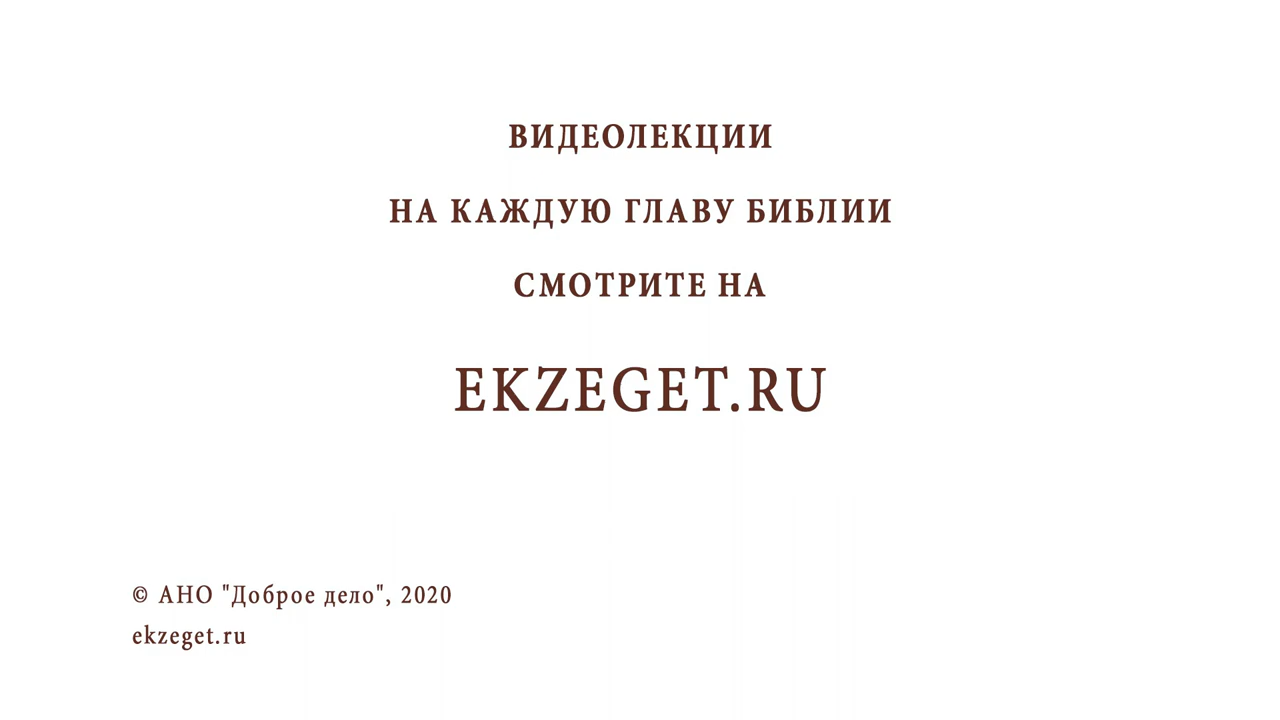 ВИДЕОЛЕКЦИИ
НА КАЖДУЮ ГЛАВУ БИБЛИИ
СМОТРИТЕ НА
EKZEGET.RU
© АНО "Доброе дело", 2020
ekzeget.ru